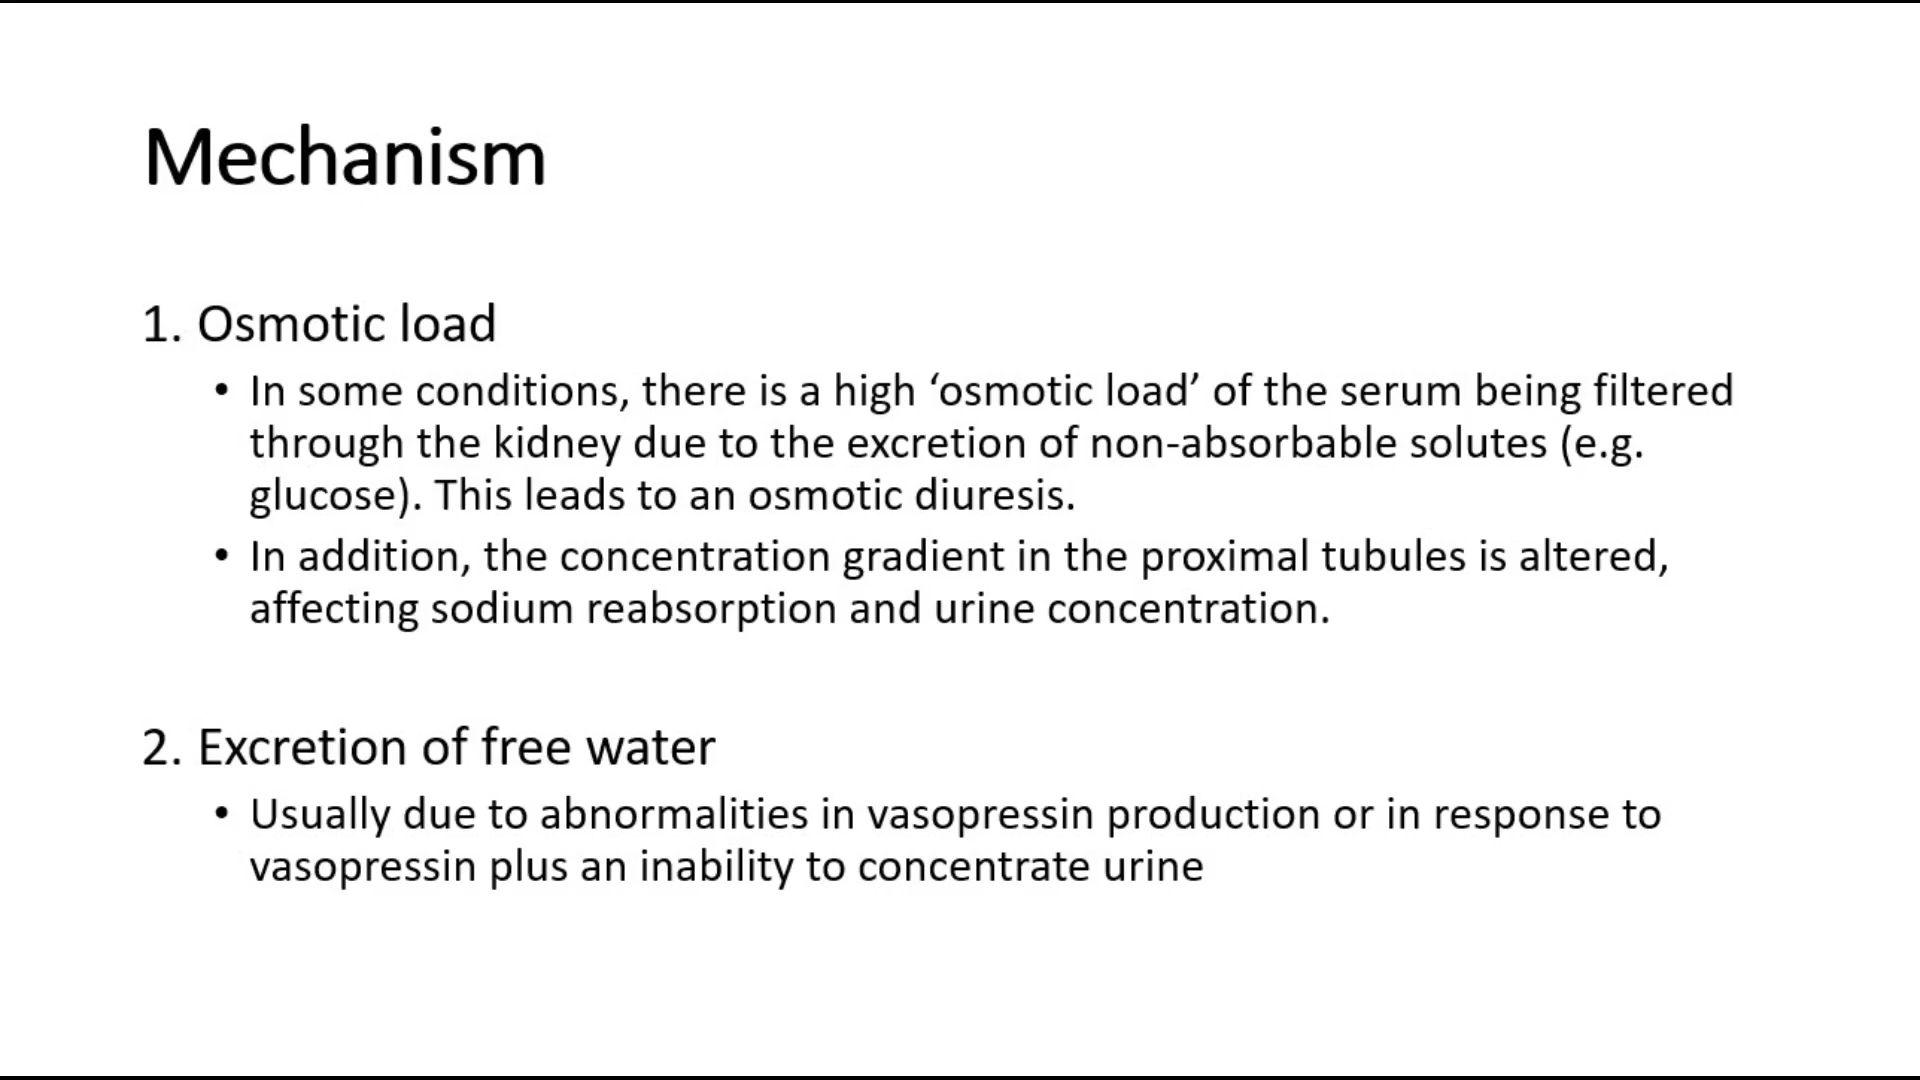 Mechanism
1. Osmotic load
• In some conditions, there is a high ‘osmotic load’ of the serum being filtered
through the kidney due to the excretion of non-absorbable solutes (e.g.
glucose). This leads to an osmotic diuresis.
• In addition, the concentration gradient in the proximal tubules is altered,
affecting sodium reabsorption and urine concentration.
2. Excretion of free water
• Usually due to abnormalities in vasopressin production or in response to
vasopressin plus an inability to concentrate urine